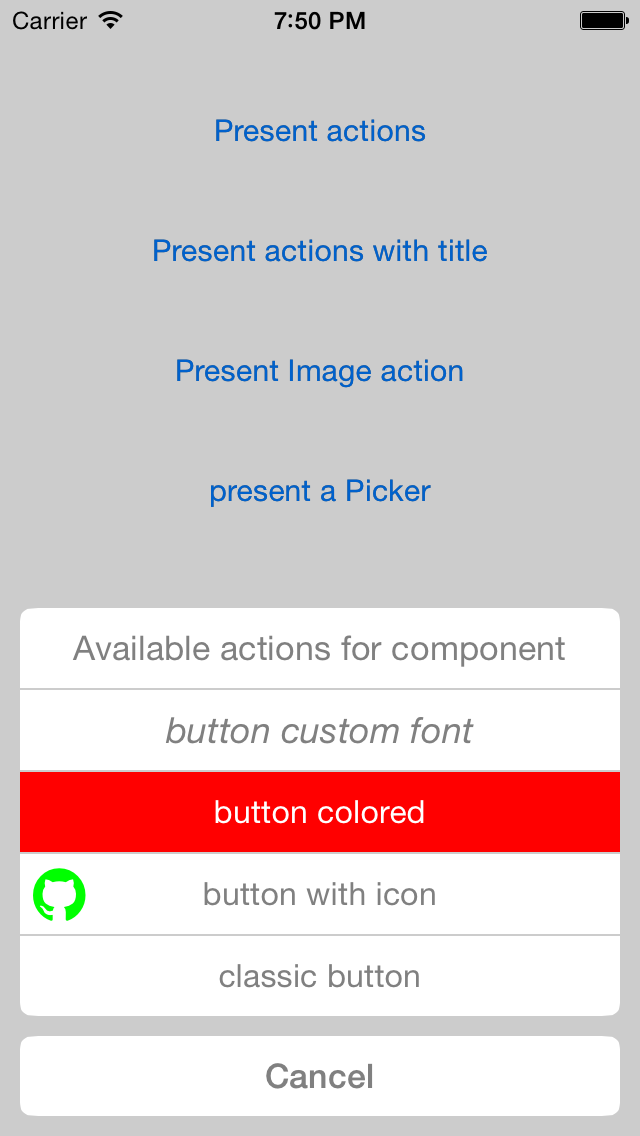 Carrier 7:50 PM
Present actions
Present actions with title
Present Image action
present a Picker
Available actions for component
button custom font
button colored
button with icon
classic button
Cancel